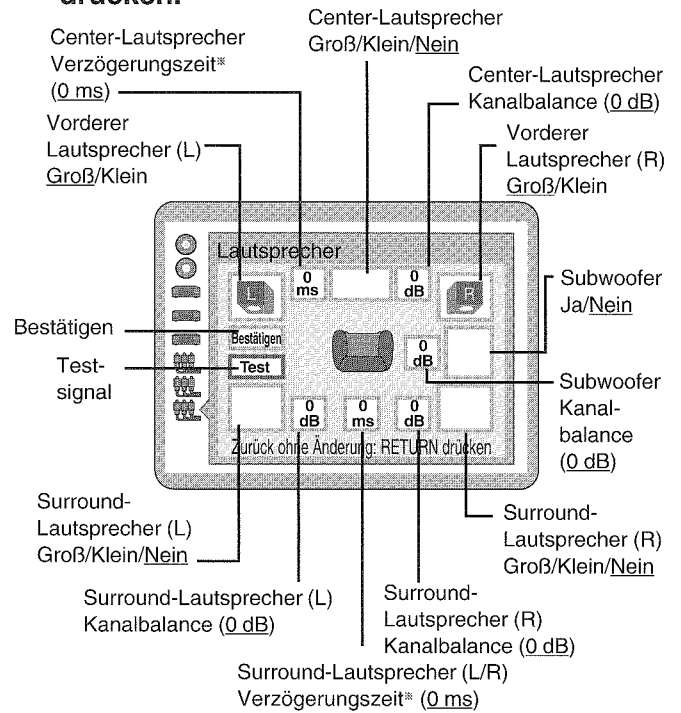 drücken.
Center-Lautsprecher
Groß/Klein/Nein
Center-Lautsprecher
Verzögerungszeit※
(0 ms)
Center-Lautsprecher
Kanalbalance (0 dB)
Vorderer
Lautsprecher (L)
Groß/Klein
Vorderer
Lautsprecher (R)
Groß/Klein
Lautsprecher
L
0
ms
0
dB
R
Subwoofer
Ja/Nein
Bestätigen
Bestätigen
0
dB
Test-
signal
Test
Subwoofer
Kanal-
balance
(0 dB)
0
dB
0
ms
0
dB
Zurück ohne Änderung: RETURN drücken
Surround-
Lautsprecher (L)
Groß/Klein/Nein
Surround-
Lautsprecher (R)
Groß/Klein/Nein
Surround-Lautsprecher (L)
Kanalbalance (0 dB)
Surround-
Lautsprecher (R)
Kanalbalance (0 dB)
Surround-Lautsprecher (L/R)
Verzögerungszeit※ (0 ms)